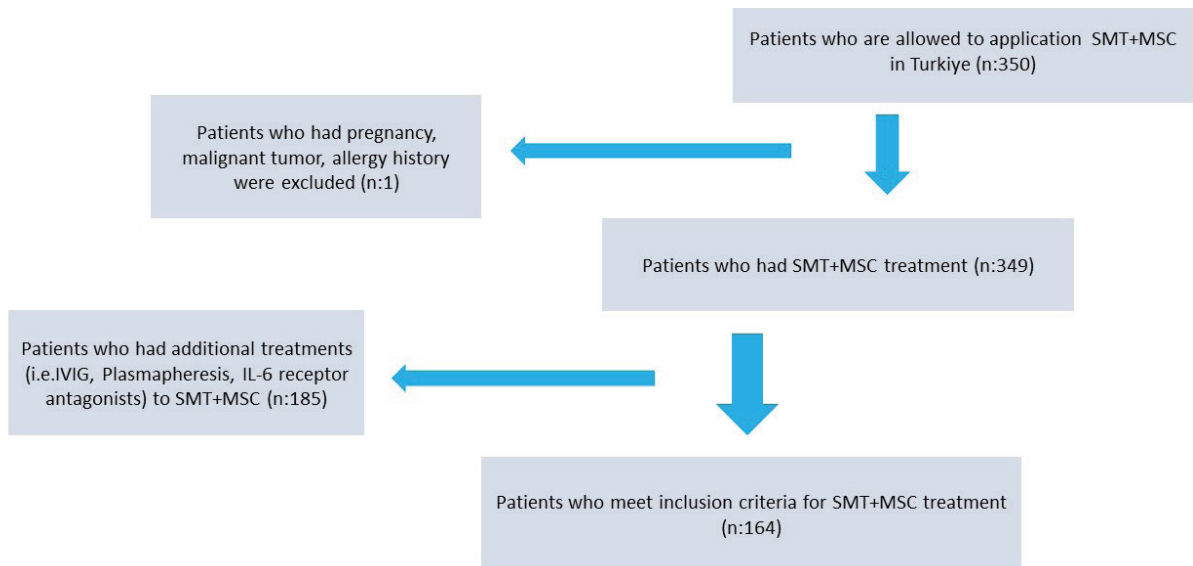 Patients who are allowed to application SMT+MSC
in Turkiye (n:350)
Patients who had pregnancy,
malignant tumor, allergy history
were excluded (n:1)
Patients who had SMT+MSC treatment (n:349)
Patients who had additional treatments
(i.e.IVIG, Plasmapheresis, IL-6 receptor
antagonists) to SMT+MSC (n:185)
Patients who meet inclusion criteria for SMT+MSC treatment
(n:164)